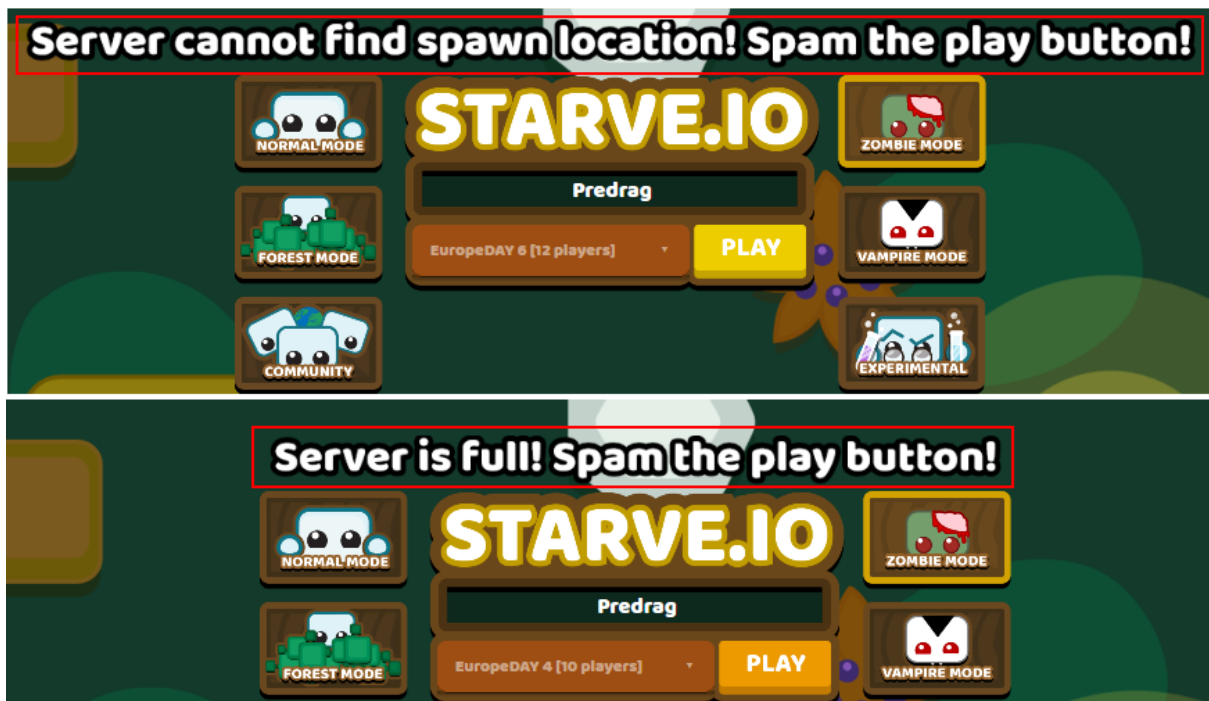 Server cannot find spawn location! Spam the play button!
STARVE.IO
NORMAL MODE
ZOMBIE MODE
Predrag
FOREST MODE
EuropeDAY 6 [12 players]
PLAY
VAMPIRE MODE
COMMUNITY
EXPERIMENTAL
Server is full! Spam the play button!
STARVE.IO
NORMAL MODE
ZOMBIE MODE
Predrag
FOREST MODE
EuropeDAY 4 [10 players]
PLAY
VAMPIRE MODE